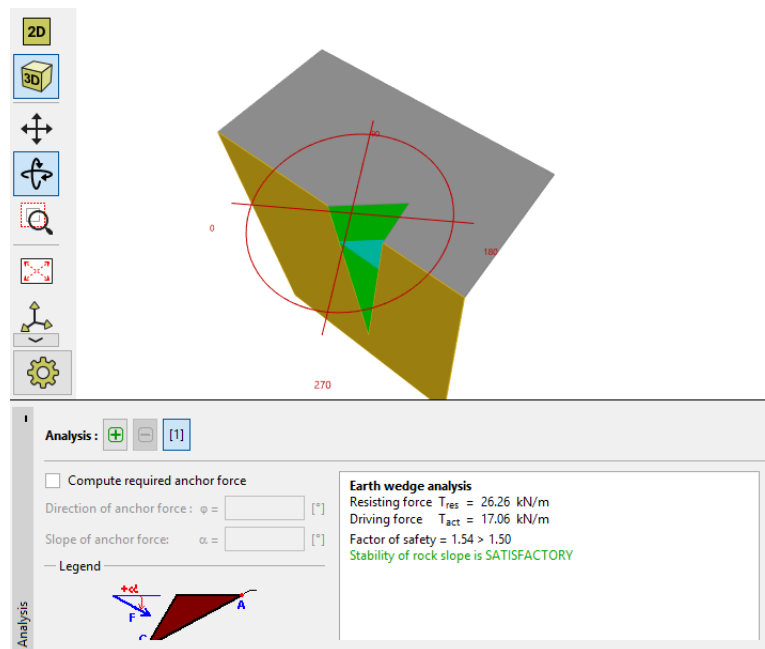 2D
3D
90
0
180
270
Analysis : [1]
Compute required anchor force
Direction of anchor force : φ = [°]
Slope of anchor force: α = [°]
Legend
+α
F
A
C
Earth wedge analysis
Resisting force Tres = 26.26 kN/m
Driving force Tact = 17.06 kN/m
Factor of safety = 1.54 > 1.50
Stability of rock slope is SATISFACTORY
Analysis